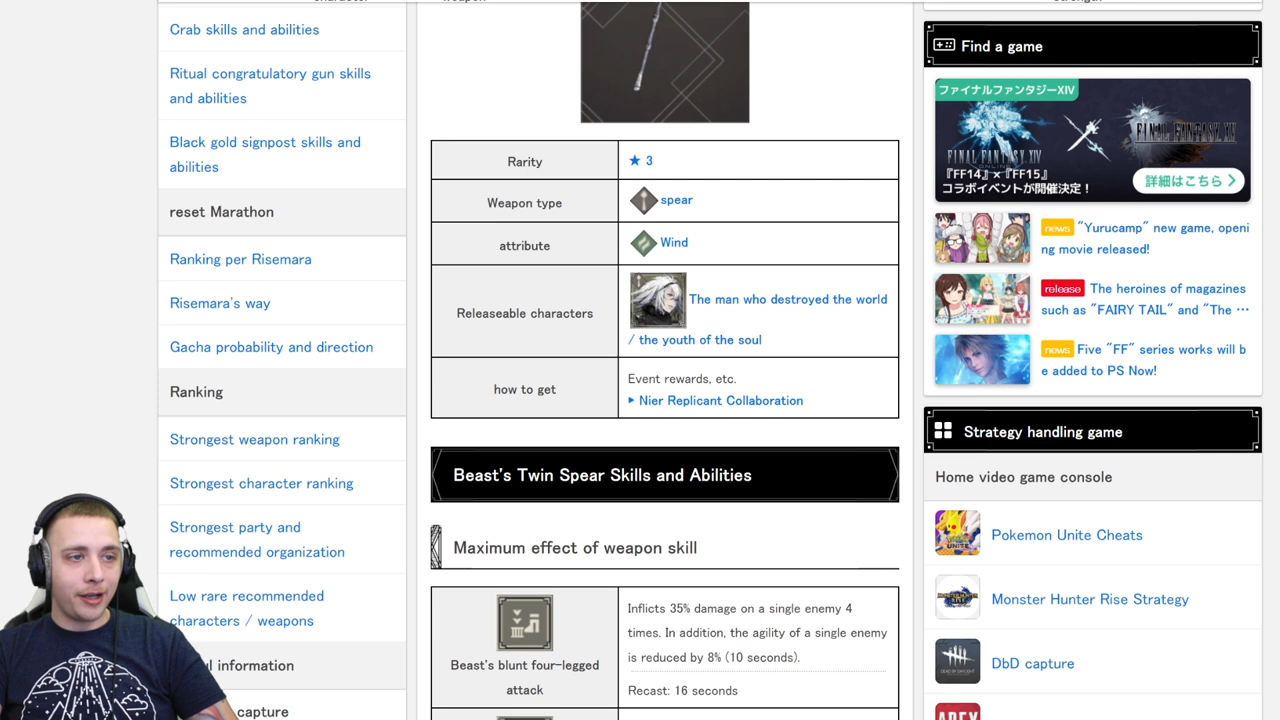 Crab skills and abilities
Ritual congratulatory gun skills
and abilities
Black gold signpost skills and
abilities
reset Marathon
Ranking per Risemara
Risemara's way
Gacha probability and direction
Ranking
Strongest weapon ranking
Strongest character ranking
Strongest party and
recommended organization
Low rare recommended
characters / weapons
ul information
capture
Rarity
★ 3
Weapon type
spear
attribute
Wind
Releaseable characters
The man who destroyed the world
/ the youth of the soul
how to get
Event rewards, etc.
Nier Replicant Collaboration
Beast's Twin Spear Skills and Abilities
Maximum effect of weapon skill
Beast's blunt four-legged
attack
Inflicts 35% damage on a single enemy 4
times. In addition, the agility of a single enemy
is reduced by 8% (10 seconds).
Recast: 16 seconds
Find a game
ファイナルファンタジーXIV
FINAL FANTASY XIV
ONLINE
FINAL FANTASY XV
『FF14』×『FF15』
コラボイベントが開催決定！
詳細はこちら
news "Yurucamp" new game, openi
ng movie released!
release The heroines of magazines
such as "FAIRY TAIL" and "The ⋯
news Five "FF" series works will b
e added to PS Now!
Strategy handling game
Home video game console
Pokemon Unite Cheats
Monster Hunter Rise Strategy
DbD capture
APEX